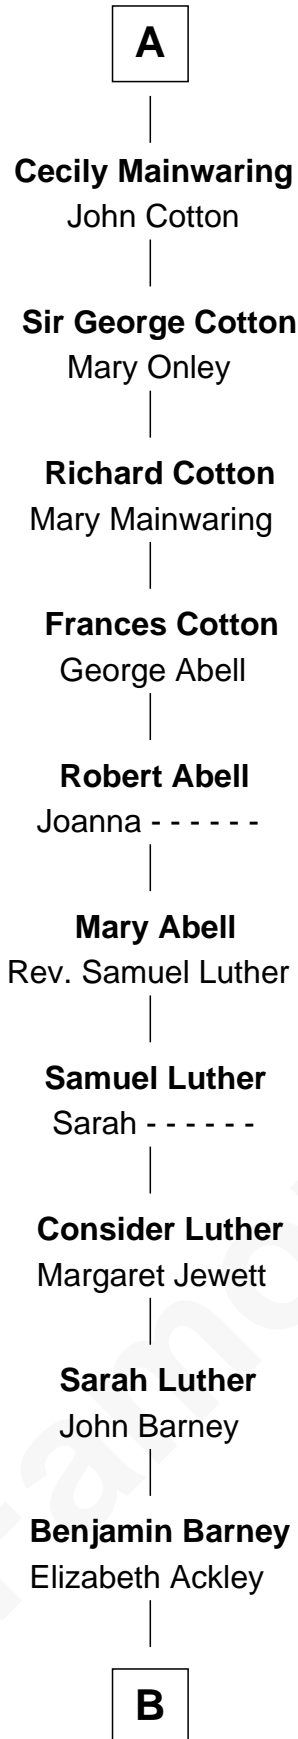 A
Cecily Mainwaring
John Cotton
Sir George Cotton
Mary Onley
Richard Cotton
Mary Mainwaring
Frances Cotton
George Abell
Robert Abell
Joanna - - - - - -
Mary Abell
Rev. Samuel Luther
Samuel Luther
Sarah - - - - - -
Consider Luther
Margaret Jewett
Sarah Luther
John Barney
Benjamin Barney
Elizabeth Ackley
B